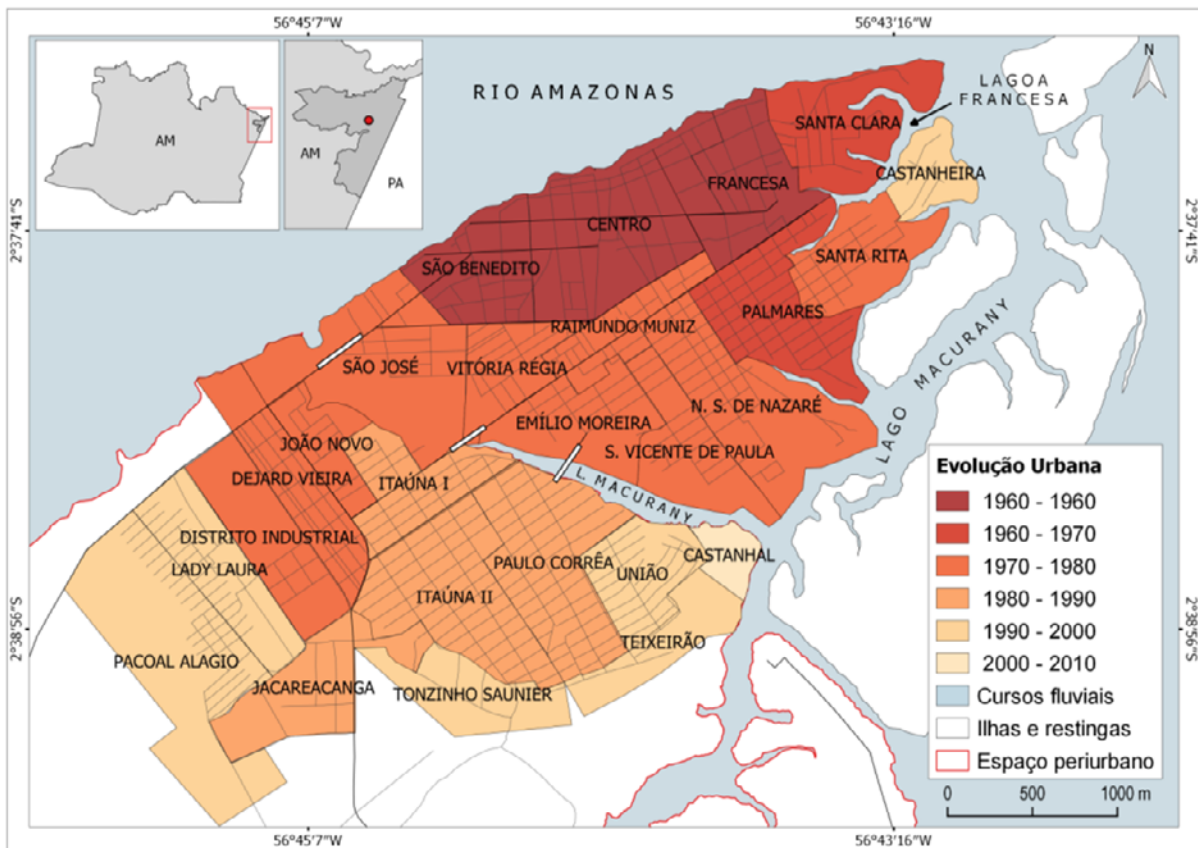 56°45'7"W
56°43'16"W
2°37'41"S
2°37'41"S
2°38'56"S
2°38'56"S
56°45'7"W
56°43'16"W
AM
AM
PA
N
RIO AMAZONAS
LAGOA
FRANCESA
SANTA CLARA
CASTANHEIRA
FRANCESA
CENTRO
SÃO BENEDITO
SANTA RITA
PALMARES
RAIMUNDO MUNIZ
SÃO JOSÉ
VITÓRIA RÉGIA
N. S. DE NAZARÉ
EMÍLIO MOREIRA
S. VICENTE DE PAULA
LAGO MACURANY
JOÃO NOVO
DEJARD VIEIRA
ITAÚNA I
L. MACURANY
DISTRITO INDUSTRIAL
LADY LAURA
PAULO CORRÊA
UNIÃO
CASTANHAL
ITAÚNA II
TEIXEIRÃO
PACOAL ALAGIO
JACAREACANGA
TONZINHO SAUNIER
Evolução Urbana
1960 - 1960
1960 - 1970
1970 - 1980
1980 - 1990
1990 - 2000
2000 - 2010
Cursos fluviais
Ilhas e restingas
Espaço periurbano
0 500 1000 m